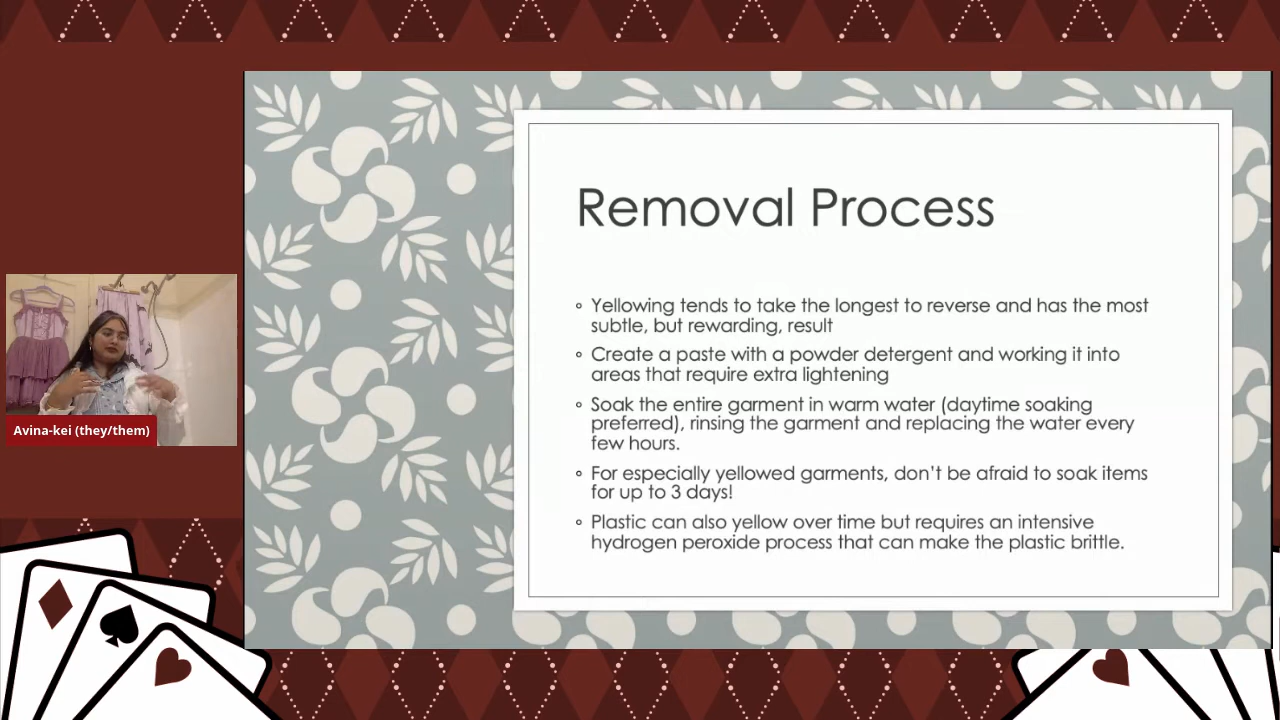 Removal Process
◦ Yellowing tends to take the longest to reverse and has the most
subtle, but rewarding, result
◦ Create a paste with a powder detergent and working it into
areas that require extra lightening
◦ Soak the entire garment in warm water (daytime soaking
preferred), rinsing the garment and replacing the water every
few hours.
◦ For especially yellowed garments, don't be afraid to soak items
for up to 3 days!
◦ Plastic can also yellow over time but requires an intensive
hydrogen peroxide process that can make the plastic brittle.
Avina-kei (they/them)